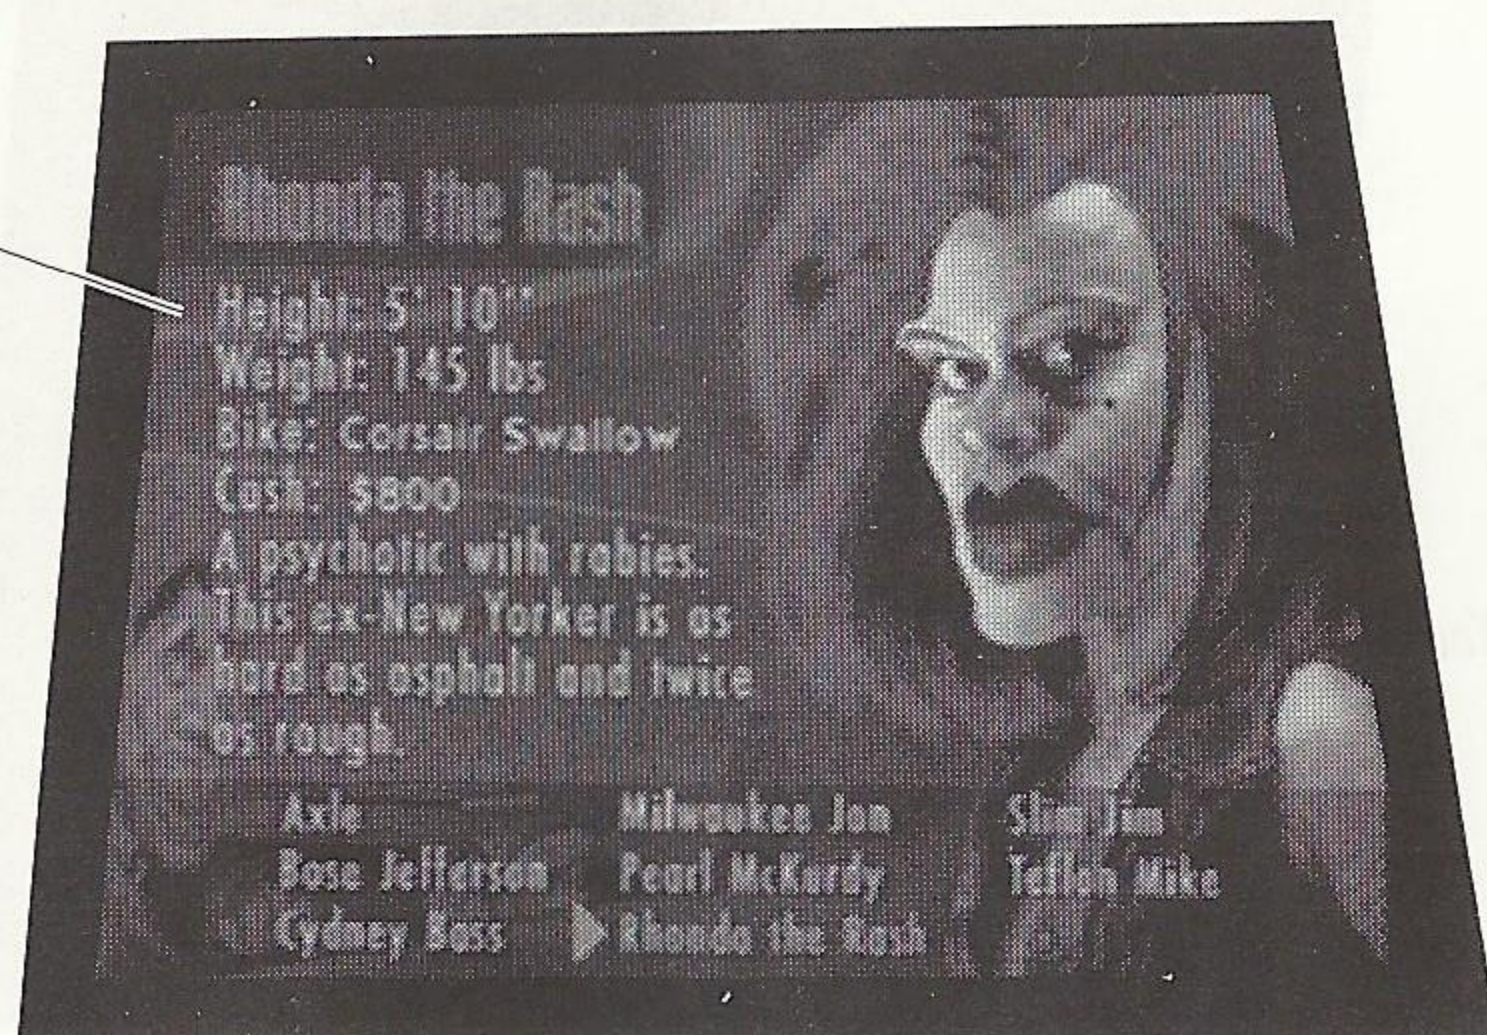 Rhonda the Rash
Height: 5' 10"
Weight: 145 lbs
Bike: Corsair Swallow
Cash: $800
A psychotic with rabies.
This ex-New Yorker is as
hard as asphalt and twice
as rough.
Axle Milwaukee Jon Slim Jim
Base Jefferson Pearl McKurdy Teflon Mike
Cydney Bass Rhonda the Rash